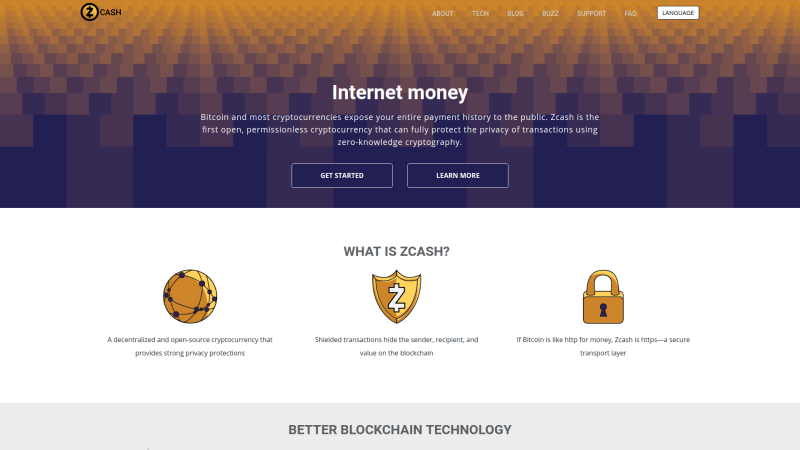 ZCASH
ABOUT TECH BLOG BUZZ SUPPORT FAQ LANGUAGE
Internet money
Bitcoin and most cryptocurrencies expose your entire payment history to the public. Zcash is the
first open, permissionless cryptocurrency that can fully protect the privacy of transactions using
zero-knowledge cryptography.
GET STARTED LEARN MORE
WHAT IS ZCASH?
A decentralized and open-source cryptocurrency that
provides strong privacy protections
Shielded transactions hide the sender, recipient, and
value on the blockchain
If Bitcoin is like http for money, Zcash is https—a secure
transport layer
BETTER BLOCKCHAIN TECHNOLOGY